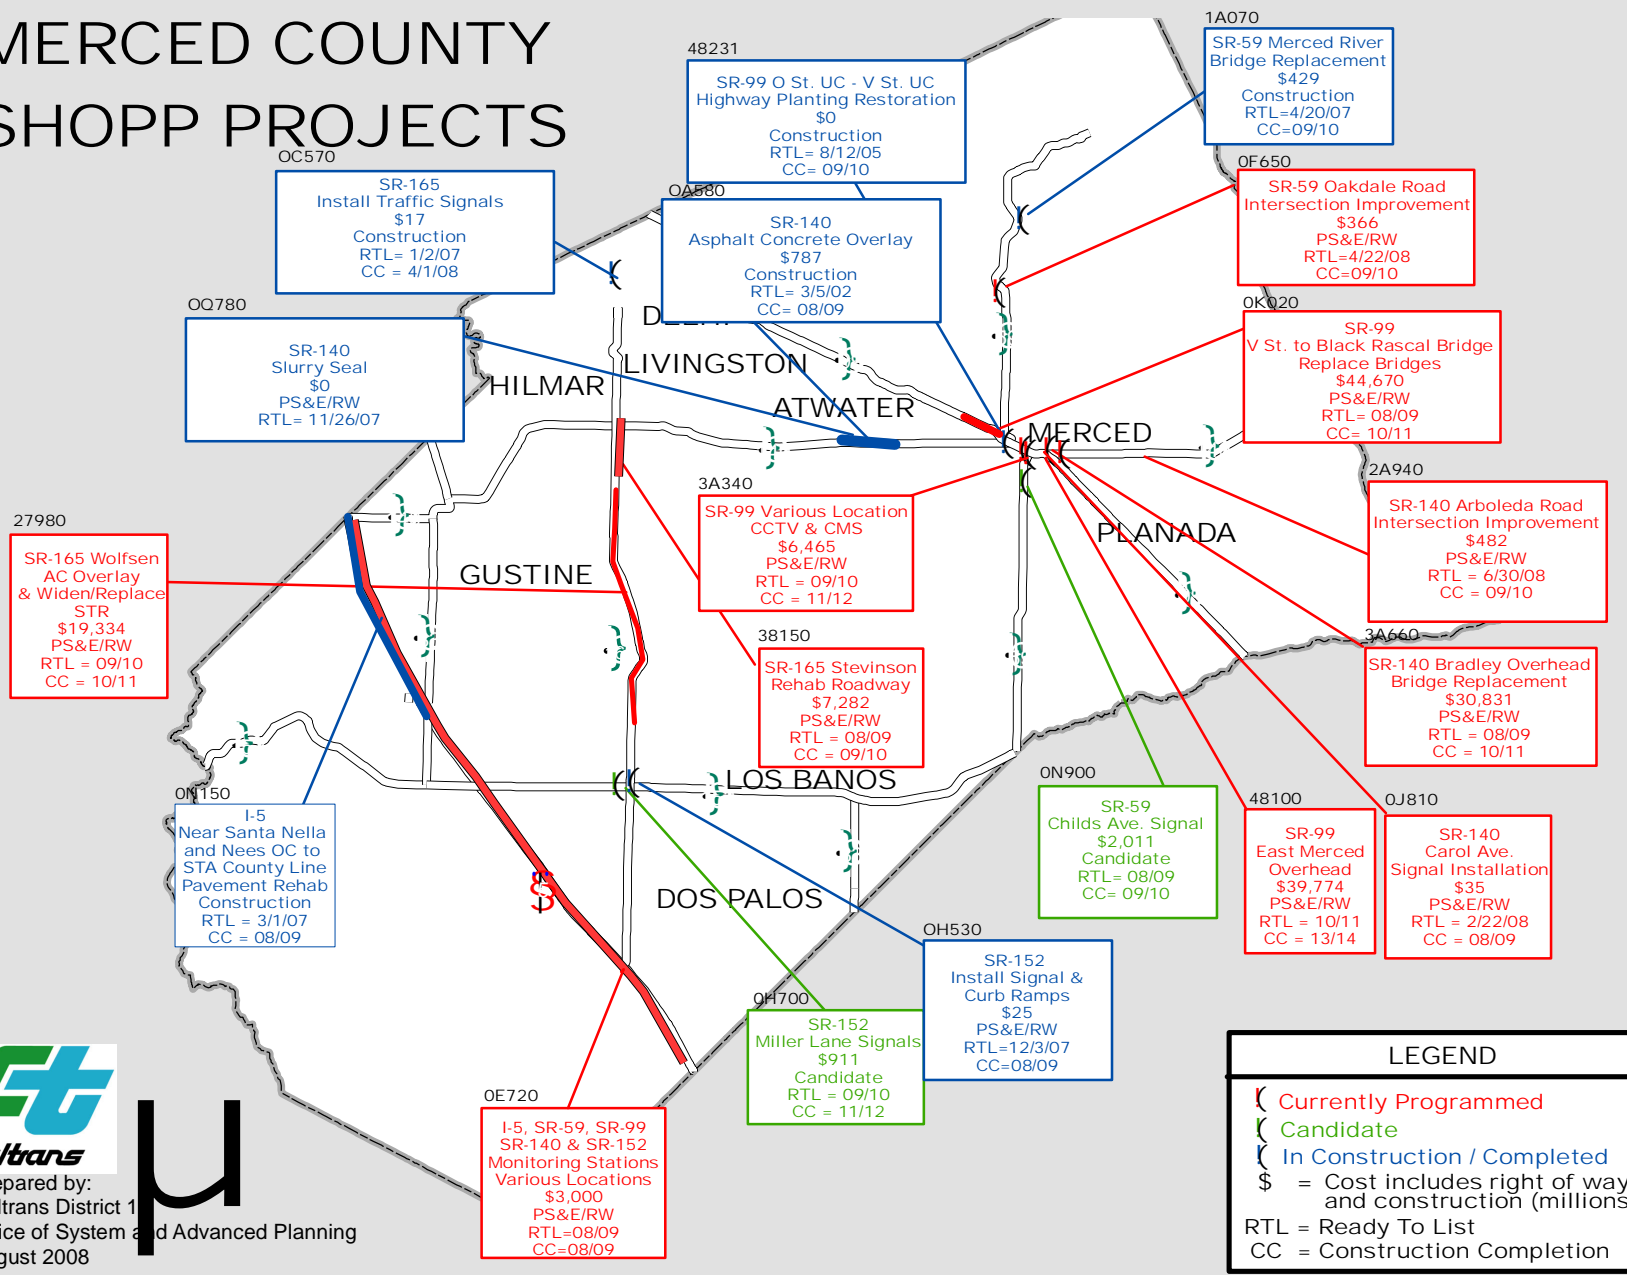 MERCED COUNTY
SHOPP PROJECTS
48231
SR-99 O St. UC - V St. UC
Highway Planting Restoration
$0
Construction
RTL= 8/12/05
CC= 09/10
1A070
SR-59 Merced River
Bridge Replacement
$429
Construction
RTL=4/20/07
CC=09/10
OC570
SR-165
Install Traffic Signals
$17
Construction
RTL= 1/2/07
CC = 4/1/08
OA580
SR-140
Asphalt Concrete Overlay
$787
Construction
RTL= 3/5/02
CC= 08/09
0F650
SR-59 Oakdale Road
Intersection Improvement
$366
PS&E/RW
RTL=4/22/08
CC=09/10
OQ780
SR-140
Slurry Seal
$0
PS&E/RW
RTL= 11/26/07
0K020
SR-99
V St. to Black Rascal Bridge
Replace Bridges
$44,670
PS&E/RW
RTL= 08/09
CC= 10/11
LIVINGSTON
HILMAR
ATWATER
MERCED
PLANADA
GUSTINE
LOS BANOS
DOS PALOS
3A340
SR-99 Various Location
CCTV & CMS
$6,465
PS&E/RW
RTL = 09/10
CC = 11/12
2A940
SR-140 Arboleda Road
Intersection Improvement
$482
PS&E/RW
RTL = 6/30/08
CC = 09/10
27980
SR-165 Wolfsen
AC Overlay
& Widen/Replace
STR
$19,334
PS&E/RW
RTL = 09/10
CC = 10/11
38150
SR-165 Stevinson
Rehab Roadway
$7,282
PS&E/RW
RTL = 08/09
CC = 09/10
3A660
SR-140 Bradley Overhead
Bridge Replacement
$30,831
PS&E/RW
RTL = 08/09
CC = 10/11
0N150
I-5
Near Santa Nella
and Nees OC to
STA County Line
Pavement Rehab
Construction
RTL = 3/1/07
CC = 08/09
0N900
SR-59
Childs Ave. Signal
$2,011
Candidate
RTL= 08/09
CC= 09/10
48100
SR-99
East Merced
Overhead
$39,774
PS&E/RW
RTL = 10/11
CC = 13/14
0J810
SR-140
Carol Ave.
Signal Installation
$35
PS&E/RW
RTL = 2/22/08
CC = 08/09
OH530
SR-152
Install Signal &
Curb Ramps
$25
PS&E/RW
RTL=12/3/07
CC=08/09
0H700
SR-152
Miller Lane Signals
$911
Candidate
RTL = 09/10
CC = 11/12
0E720
I-5, SR-59, SR-99
SR-140 & SR-152
Monitoring Stations
Various Locations
$3,000
PS&E/RW
RTL=08/09
CC=08/09
LEGEND
Currently Programmed
Candidate
In Construction / Completed
$ = Cost includes right of way
and construction (millions
RTL = Ready To List
CC = Construction Completion
ltrans
epared by:
ltrans District 1
ice of System and Advanced Planning
gust 2008
µ